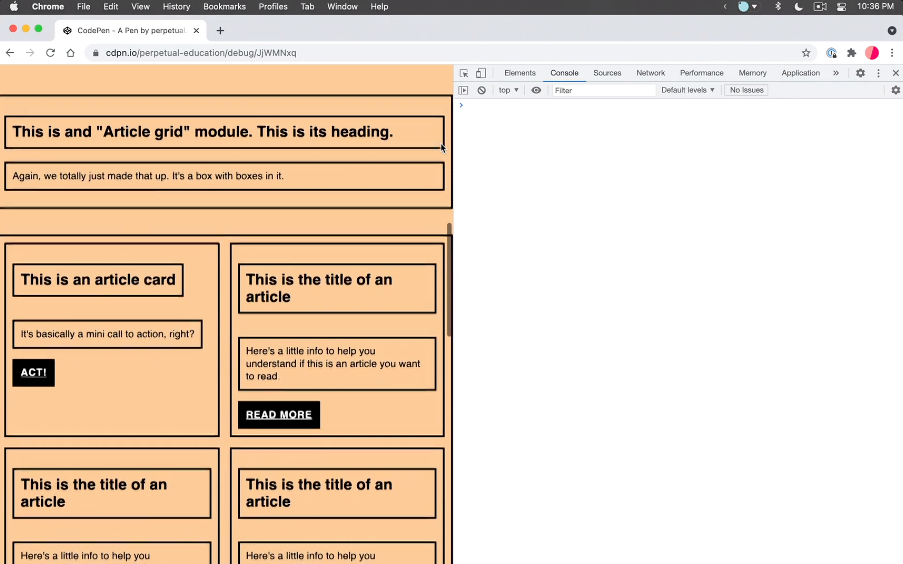 Chrome File Edit View History Bookmarks Profiles Tab Window Help 10:36 PM
CodePen - A Pen by perpetual
cdpn.io/perpetual-education/debug/JjWMNxq
Elements Console Sources Network Performance Memory Application
top Filter Default levels No Issues
This is and "Article grid" module. This is its heading.
Again, we totally just made that up. It's a box with boxes in it.
This is an article card
It's basically a mini call to action, right?
ACT!
This is the title of an
article
Here's a little info to help you
understand if this is an article you want
to read
READ MORE
This is the title of an
article
Here's a little info to help you
This is the title of an
article
Here's a little info to help you